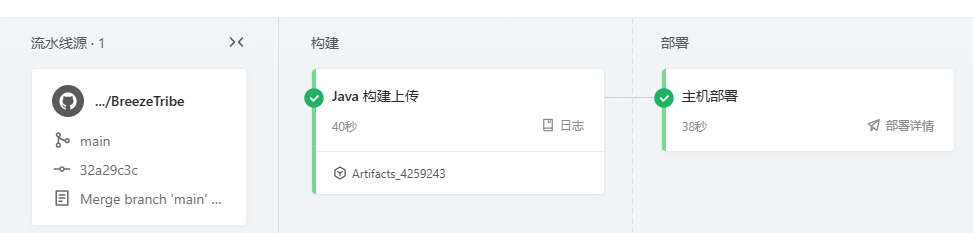 流水线源 · 1
.../BreezeTribe
main
32a29c3c
Merge branch 'main' ...
构建
Java 构建上传
40秒
日志
Artifacts_4259243
部署
主机部署
38秒
部署详情